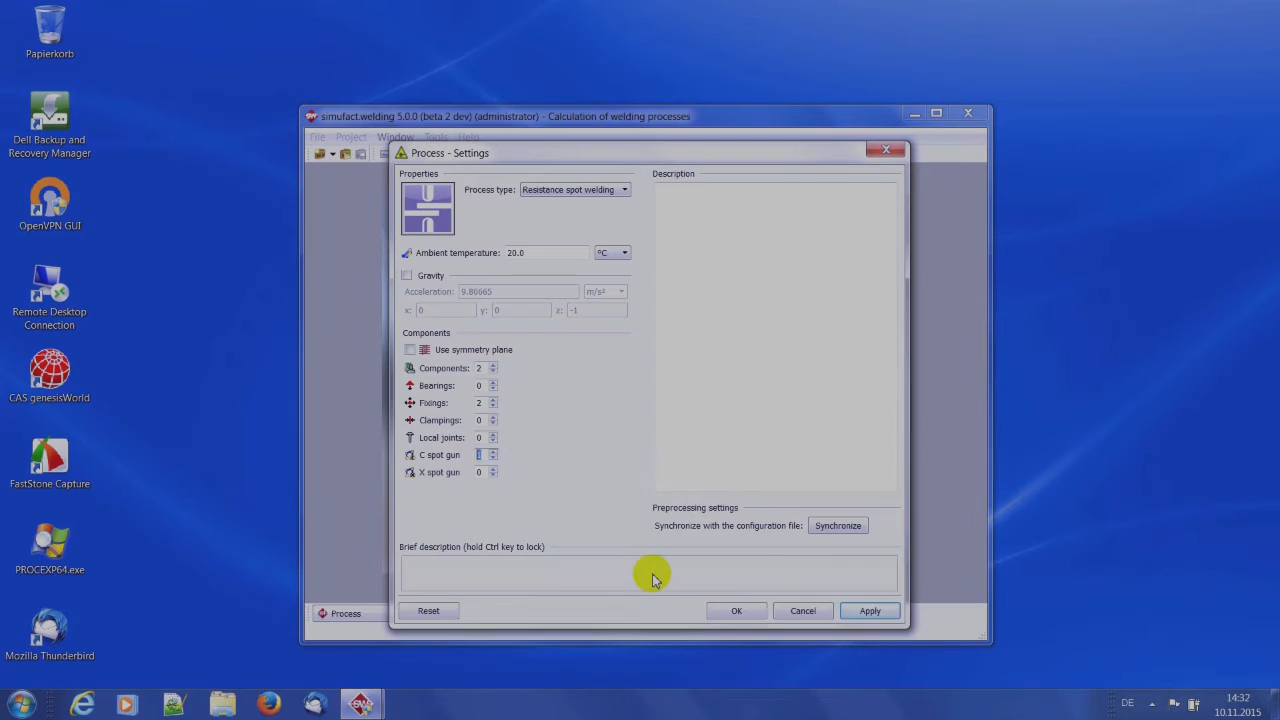 Papierkorb
Dell Backup and
Recovery Manager
OpenVPN GUI
Remote Desktop
Connection
CAS genesisWorld
FastStone Capture
PROCEXP64.exe
Mozilla Thunderbird
simufact.welding 5.0.0 (beta 2 dev) (administrator) - Calculation of welding processes
File Project Window Tools Help
Process - Settings
Properties
Process type: Resistance spot welding
Ambient temperature: 20.0 °C
Gravity
Acceleration: 9.80665 m/s²
x: 0 y: 0 z: -1
Components
Use symmetry plane
Components: 2
Bearings: 0
Fixings: 2
Clampings: 0
Local joints: 0
C spot gun
X spot gun 0
Description
Preprocessing settings
Synchronize with the configuration file: Synchronize
Brief description (hold Ctrl key to lock)
Reset OK Cancel Apply
Process
DE
14:32
10.11.2015